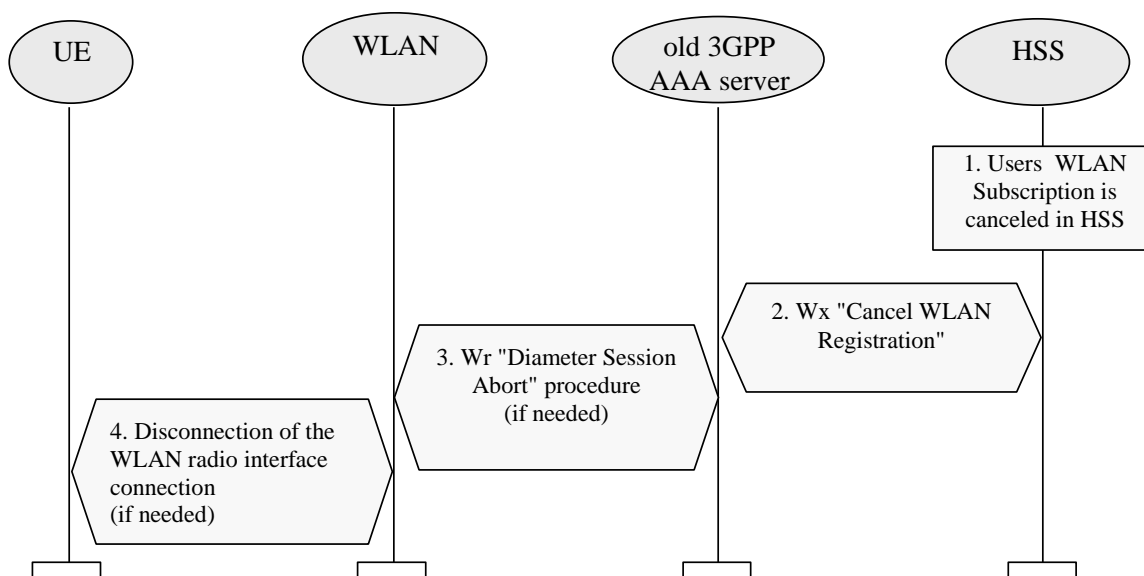 UE
WLAN
old 3GPP
AAA server
HSS
1. Users WLAN
Subscription is
canceled in HSS
2. Wx "Cancel WLAN
Registration"
3. Wr "Diameter Session
Abort" procedure
(if needed)
4. Disconnection of the
WLAN radio interface
connection
(if needed)